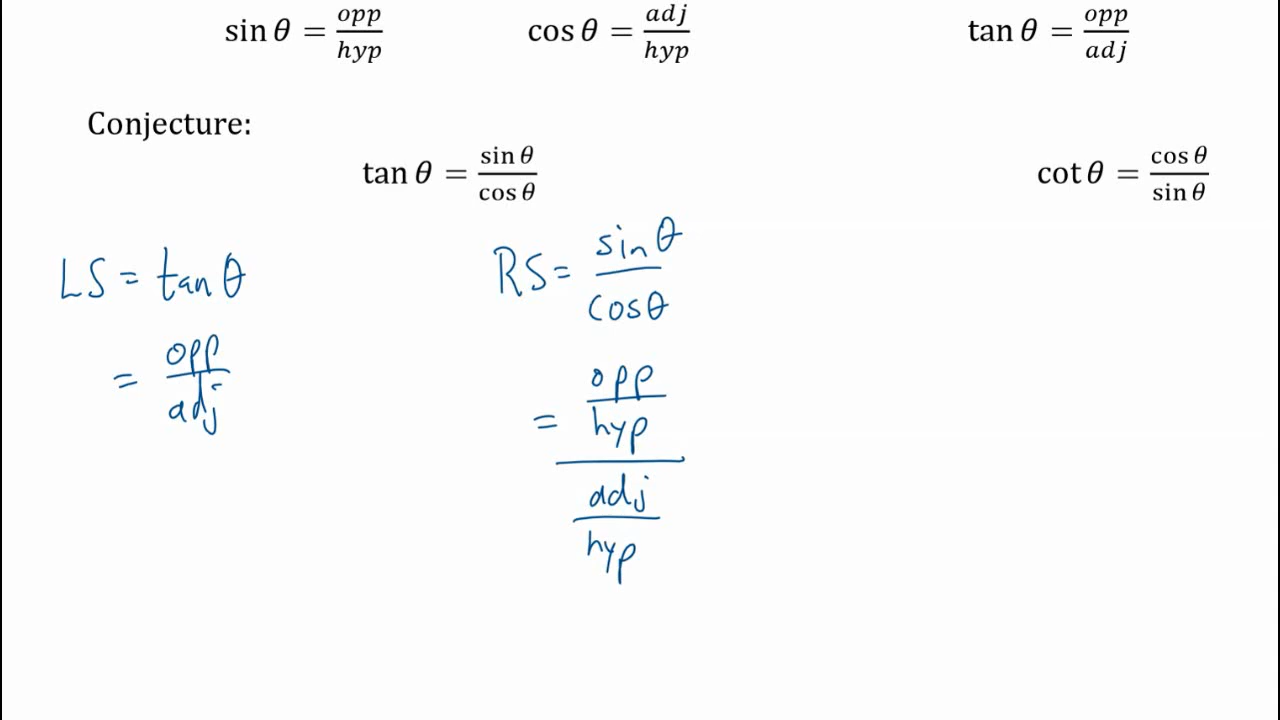 sin θ = opp/hyp    cos θ = adj/hyp    tan θ = opp/adj
Conjecture:
tan θ = sin θ/cos θ    cot θ = cos θ/sin θ
LS = tan θ    RS = sin θ/cos θ
= opp/adj    = (opp/hyp)/(adj/hyp)